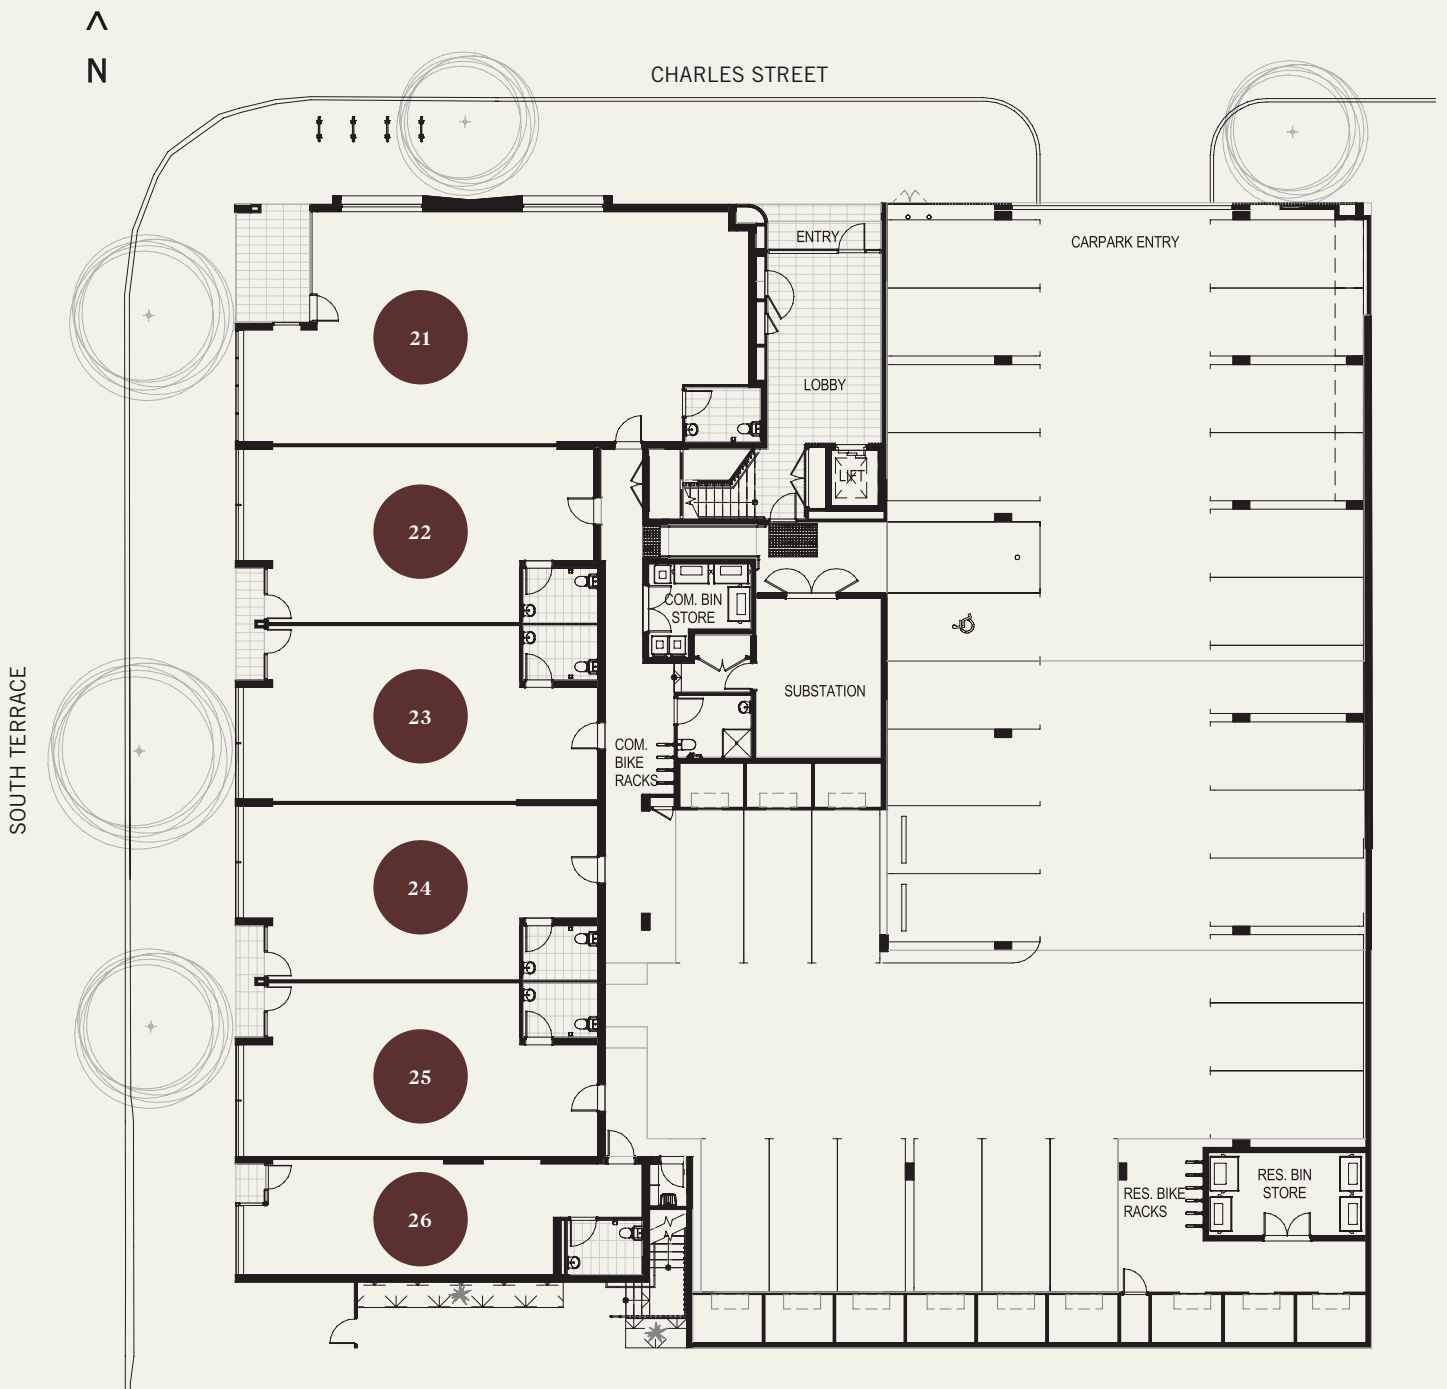 ^
N
CHARLES STREET
ENTRY
CARPARK ENTRY
21
LOBBY
LIFT
22
COM. BIN
STORE
SOUTH TERRACE
23
SUBSTATION
COM.
BIKE
RACKS
24
25
26
RES. BIKE
RACKS
RES. BIN
STORE